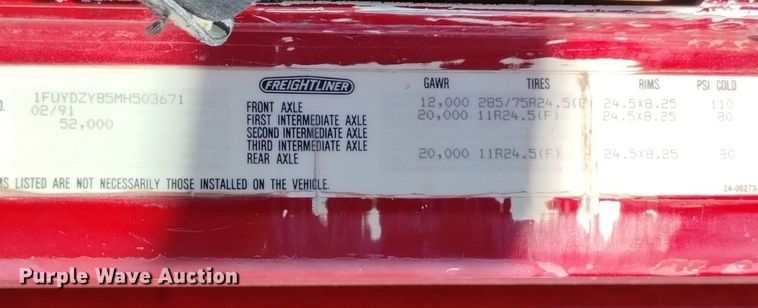 FREIGHTLINER GAWR TIRES RIMS PSI COLD
1FUYDZYB5MH503671
02/91 FRONT AXLE 12,000 285/75R24.5 24.5X8.25 110
52,000 FIRST INTERMEDIATE AXLE 20,000 11R24.5(F) 24.5X8.25 80
SECOND INTERMEDIATE AXLE
THIRD INTERMEDIATE AXLE
REAR AXLE 20,000 11R24.5(F) 24.5X8.25 80
LISTED ARE NOT NECESSARILY THOSE INSTALLED ON THE VEHICLE. 24-00273
Purple Wave Auction